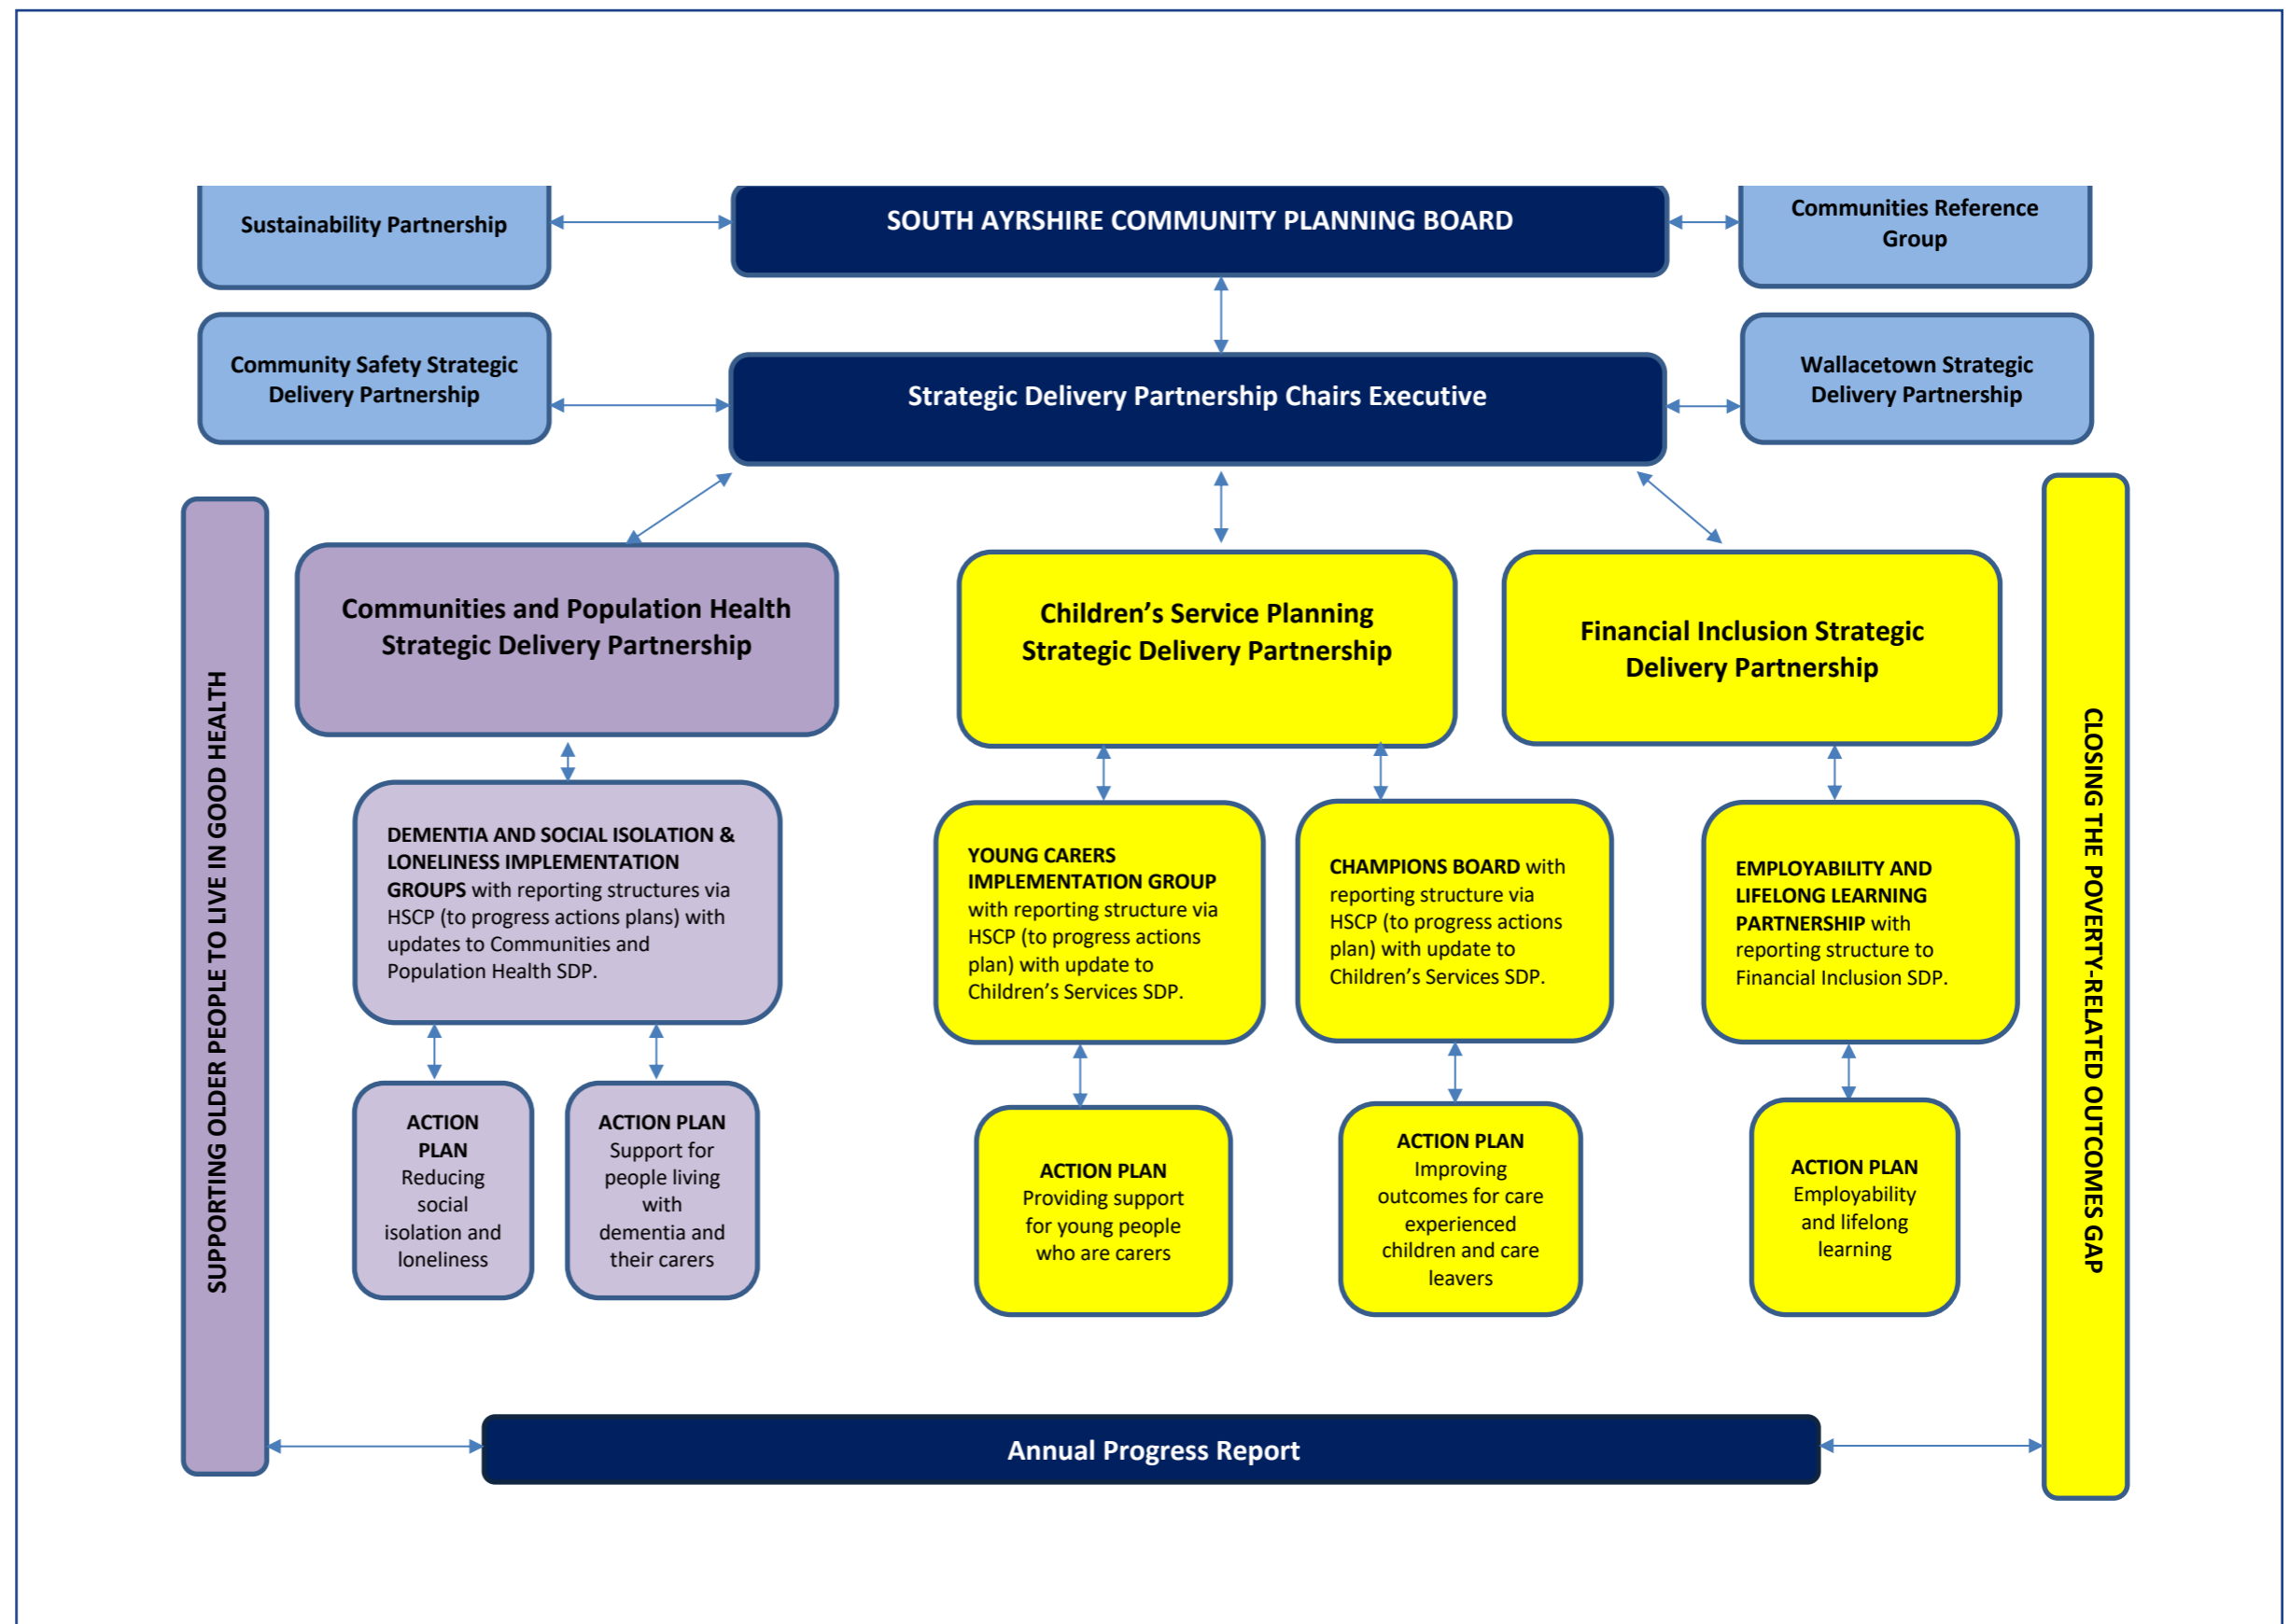 Sustainability Partnership
SOUTH AYRSHIRE COMMUNITY PLANNING BOARD
Communities Reference
Group
Community Safety Strategic
Delivery Partnership
Strategic Delivery Partnership Chairs Executive
Wallacetown Strategic
Delivery Partnership
SUPPORTING OLDER PEOPLE TO LIVE IN GOOD HEALTH
Communities and Population Health
Strategic Delivery Partnership
Children’s Service Planning
Strategic Delivery Partnership
Financial Inclusion Strategic
Delivery Partnership
CLOSING THE POVERTY-RELATED OUTCOMES GAP
DEMENTIA AND SOCIAL ISOLATION &
LONELINESS IMPLEMENTATION
GROUPS with reporting structures via
HSCP (to progress actions plans) with
updates to Communities and
Population Health SDP.
YOUNG CARERS
IMPLEMENTATION GROUP
with reporting structure via
HSCP (to progress actions
plan) with update to
Children’s Services SDP.
CHAMPIONS BOARD with
reporting structure via
HSCP (to progress actions
plan) with update to
Children’s Services SDP.
EMPLOYABILITY AND
LIFELONG LEARNING
PARTNERSHIP with
reporting structure to
Financial Inclusion SDP.
ACTION
PLAN
Reducing
social
isolation and
loneliness
ACTION PLAN
Support for
people living
with
dementia and
their carers
ACTION PLAN
Providing support
for young people
who are carers
ACTION PLAN
Improving
outcomes for care
experienced
children and care
leavers
ACTION PLAN
Employability
and lifelong
learning
Annual Progress Report